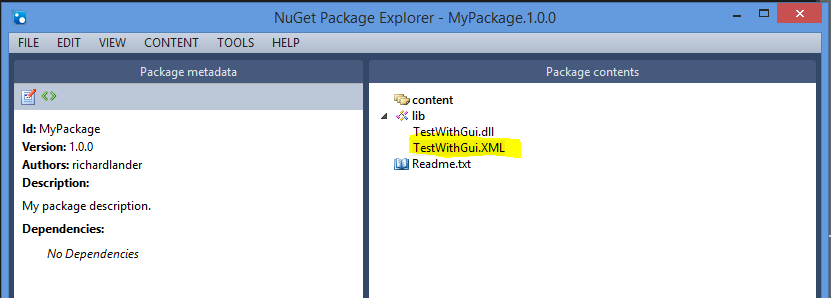 NuGet Package Explorer - MyPackage.1.0.0
FILE EDIT VIEW CONTENT TOOLS HELP
Package metadata
Id: MyPackage
Version: 1.0.0
Authors: richardlander
Description:
My package description.
Dependencies:
No Dependencies
Package contents
content
lib
TestWithGui.dll
TestWithGui.XML
Readme.txt